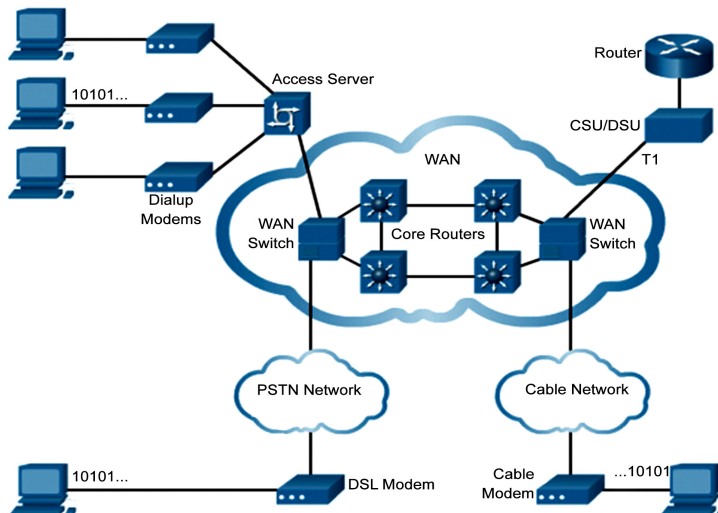 Router
Access Server
10101...
CSU/DSU
T1
WAN
Dialup
Modems
WAN
Switch
Core Routers
WAN
Switch
PSTN Network
Cable Network
10101...
DSL Modem
Cable
Modem
...10101